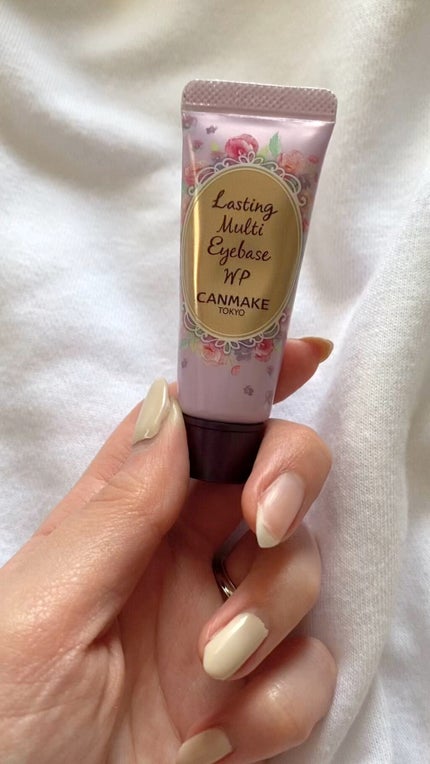 Lasting
Multi
Eyebase
WP
CANMAKE
TOKYO